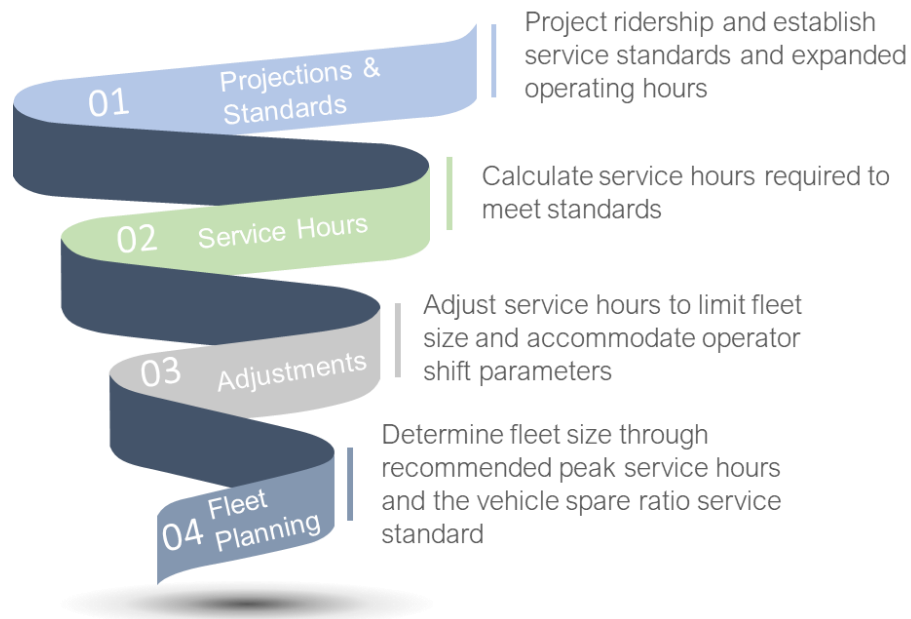 01
Projections &
Standards
Project ridership and establish
service standards and expanded
operating hours
02
Service Hours
Calculate service hours required to
meet standards
03
Adjustments
Adjust service hours to limit fleet
size and accommodate operator
shift parameters
04
Fleet
Planning
Determine fleet size through
recommended peak service hours
and the vehicle spare ratio service
standard